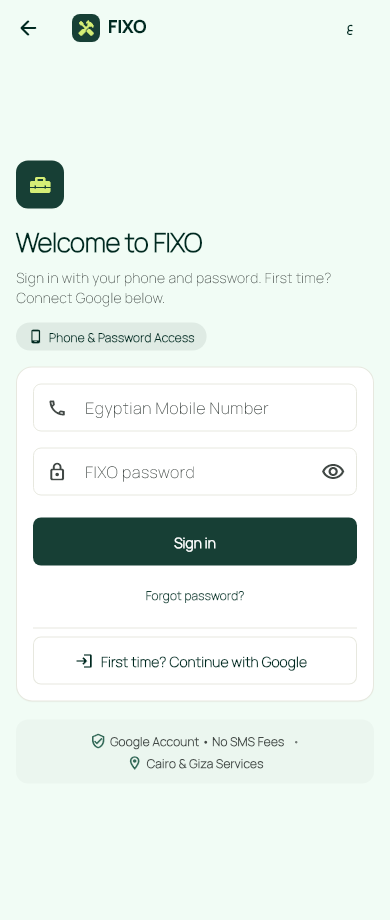 FIXO
ع
Welcome to FIXO
Sign in with your phone and password. First time?
Connect Google below.
Phone & Password Access
Egyptian Mobile Number
FIXO password
Sign in
Forgot password?
First time? Continue with Google
Google Account • No SMS Fees •
Cairo & Giza Services